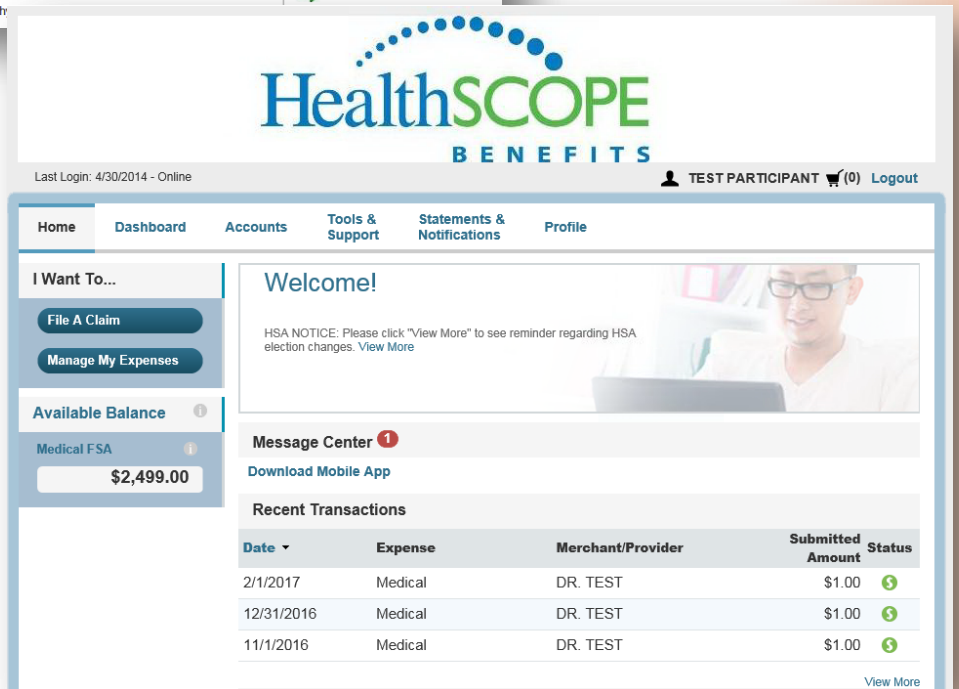 HealthSCOPE
BENEFITS
Last Login: 4/30/2014 - Online
TEST PARTICIPANT (0) Logout
Home Dashboard Accounts Tools & Support Statements & Notifications Profile
I Want To...
File A Claim
Manage My Expenses
Available Balance
Medical FSA
$2,499.00
Welcome!
HSA NOTICE: Please click "View More" to see reminder regarding HSA
election changes. View More
Message Center 1
Download Mobile App
Recent Transactions
Date Expense Merchant/Provider Submitted Amount Status
2/1/2017 Medical DR. TEST $1.00
12/31/2016 Medical DR. TEST $1.00
11/1/2016 Medical DR. TEST $1.00
View More